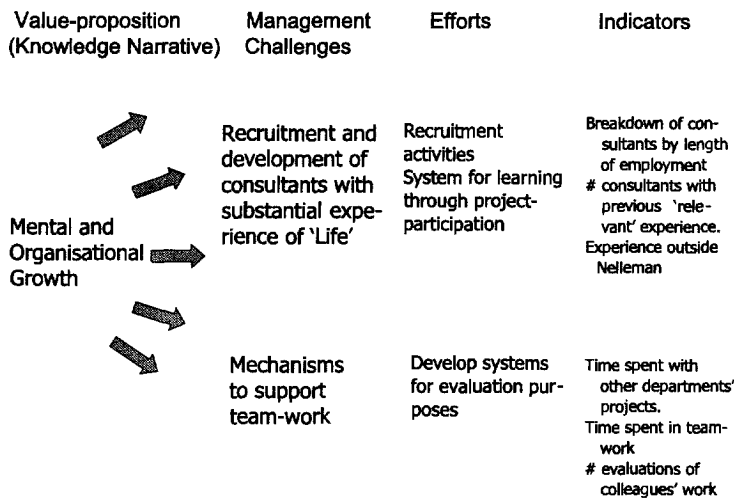 Value-proposition
(Knowledge Narrative)
Management
Challenges
Efforts
Indicators
Mental and
Organisational
Growth
Recruitment and
development of
consultants with
substantial expe-
rience of 'Life'
Recruitment
activities
System for learning
through project-
participation
Breakdown of con-
sultants by length
of employment
# consultants with
previous 'rele-
vant' experience.
Experience outside
Nelleman
Mechanisms
to support
team-work
Develop systems
for evaluation pur-
poses
Time spent with
other departments'
projects.
Time spent in team-
work
# evaluations of
colleagues' work